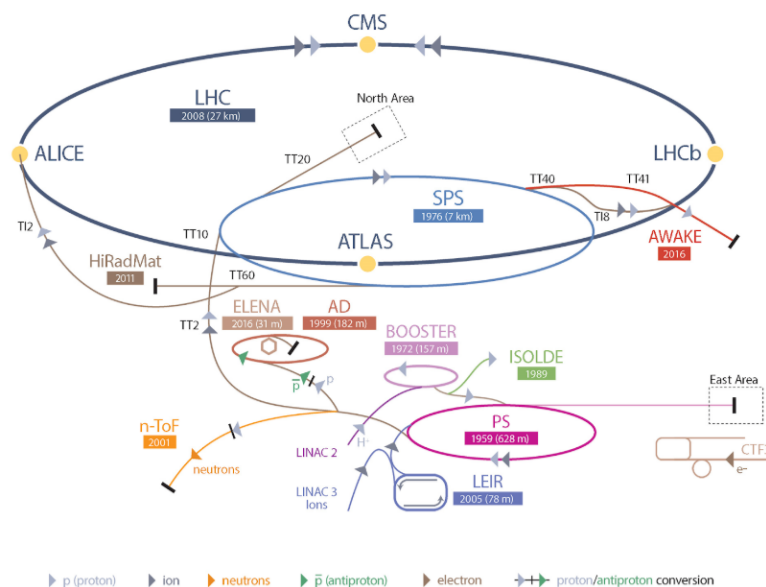 CMS
LHC
2008 (27 km)
North Area
ALICE
TT20
LHCb
TT40
TT41
SPS
1976 (7 km)
TI8
TT10
ATLAS
AWAKE
2016
TI2
HiRadMat
2011
TT60
ELENA
2016 (31 m)
AD
1999 (182 m)
TT2
BOOSTER
1972 (157 m)
ISOLDE
1989
p
p̅
East Area
n-ToF
2001
PS
1959 (628 m)
H⁻
LINAC 2
neutrons
CTF3
e⁻
LINAC 3
Ions
LEIR
2005 (78 m)
p (proton)
ion
neutrons
p̅ (antiproton)
electron
proton/antiproton conversion